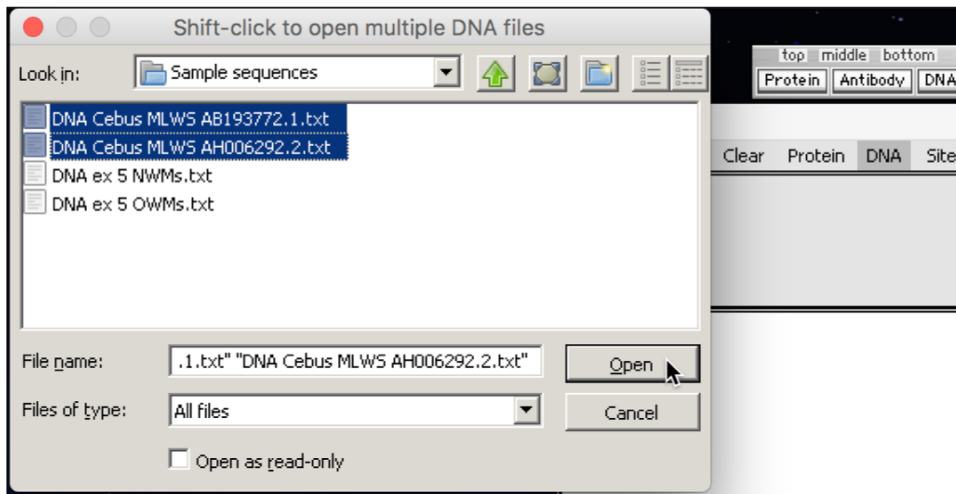 Shift-click to open multiple DNA files
Look in:
Sample sequences
DNA Cebus MLWS AB193772.1.txt
DNA Cebus MLWS AH006292.2.txt
DNA ex 5 NWMs.txt
DNA ex 5 OWMs.txt
File name:
.1.txt" "DNA Cebus MLWS AH006292.2.txt"
Open
Files of type:
All files
Cancel
Open as read-only
top middle bottom
Protein Antibody DNA
Clear Protein DNA Site